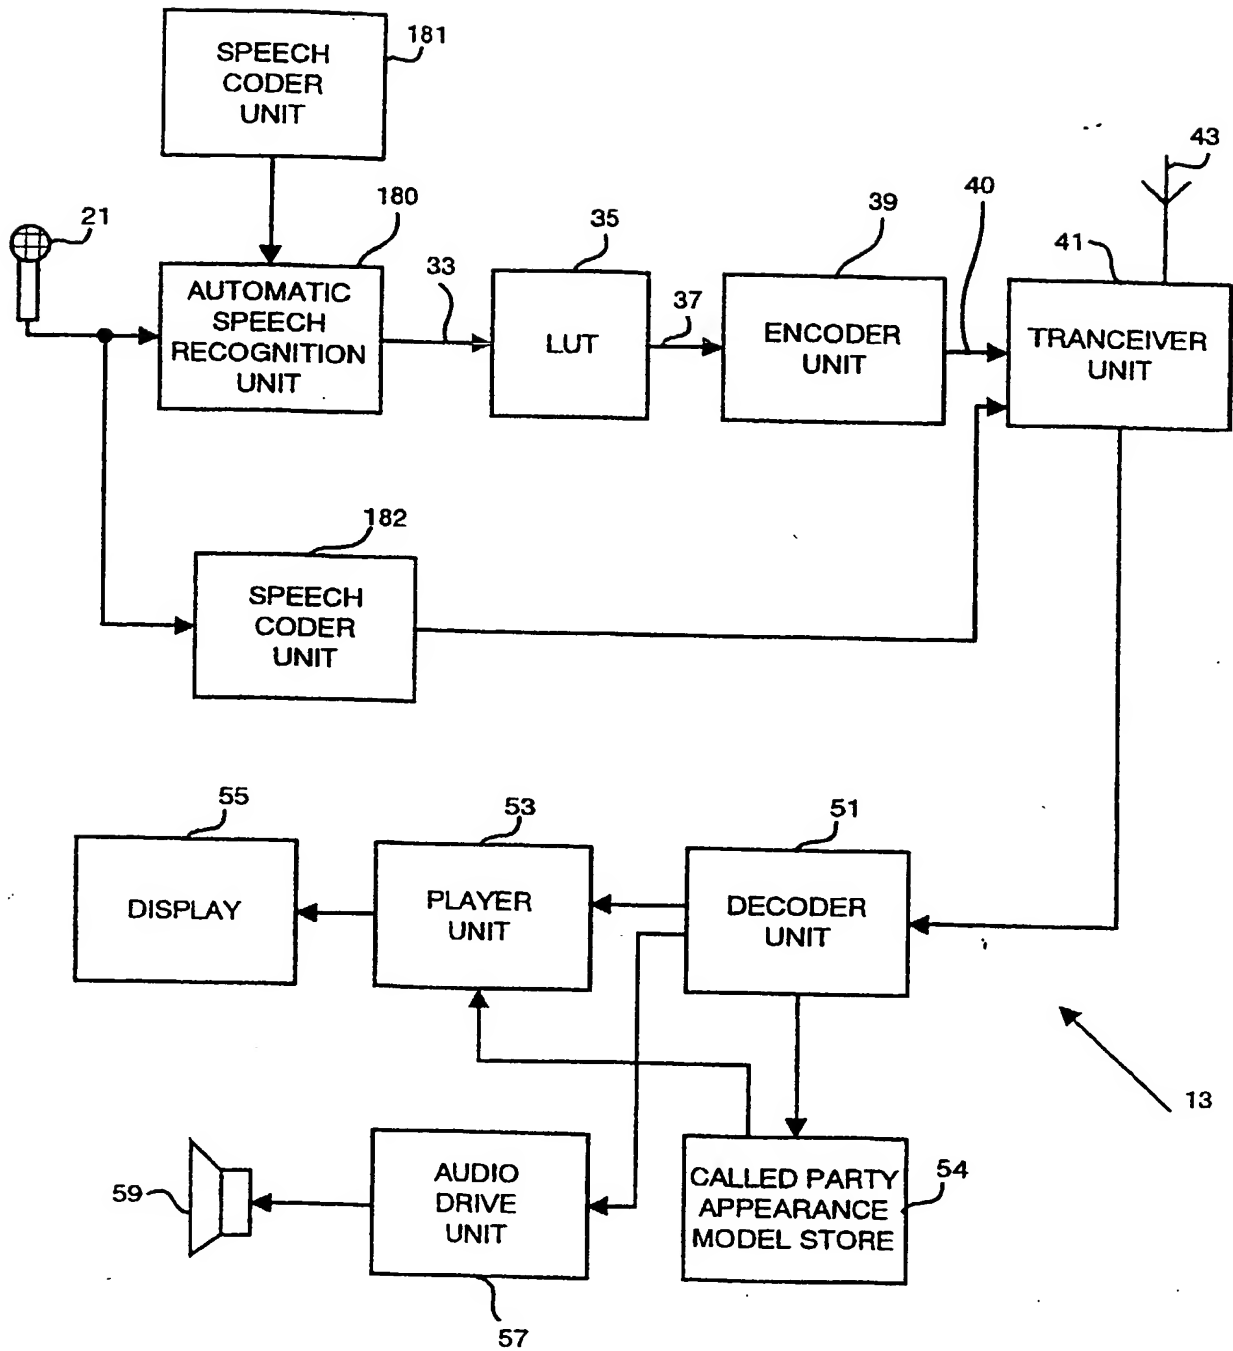 SPEECH
CODER
UNIT
181
43
21
180
35
39
40
41
AUTOMATIC
SPEECH
RECOGNITION
UNIT
33
LUT
37
ENCODER
UNIT
TRANCEIVER
UNIT
182
SPEECH
CODER
UNIT
55
53
51
DISPLAY
PLAYER
UNIT
DECODER
UNIT
13
59
AUDIO
DRIVE
UNIT
CALLED PARTY
APPEARANCE
MODEL STORE
54
57